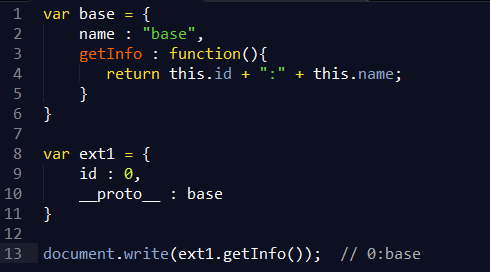 1 var base = {
2     name : "base",
3     getInfo : function(){
4        return this.id + ":" + this.name;
5     }
6 }
7
8 var ext1 = {
9     id : 0,
10     __proto__ : base
11 }
12
13 document.write(ext1.getInfo());  // 0:base